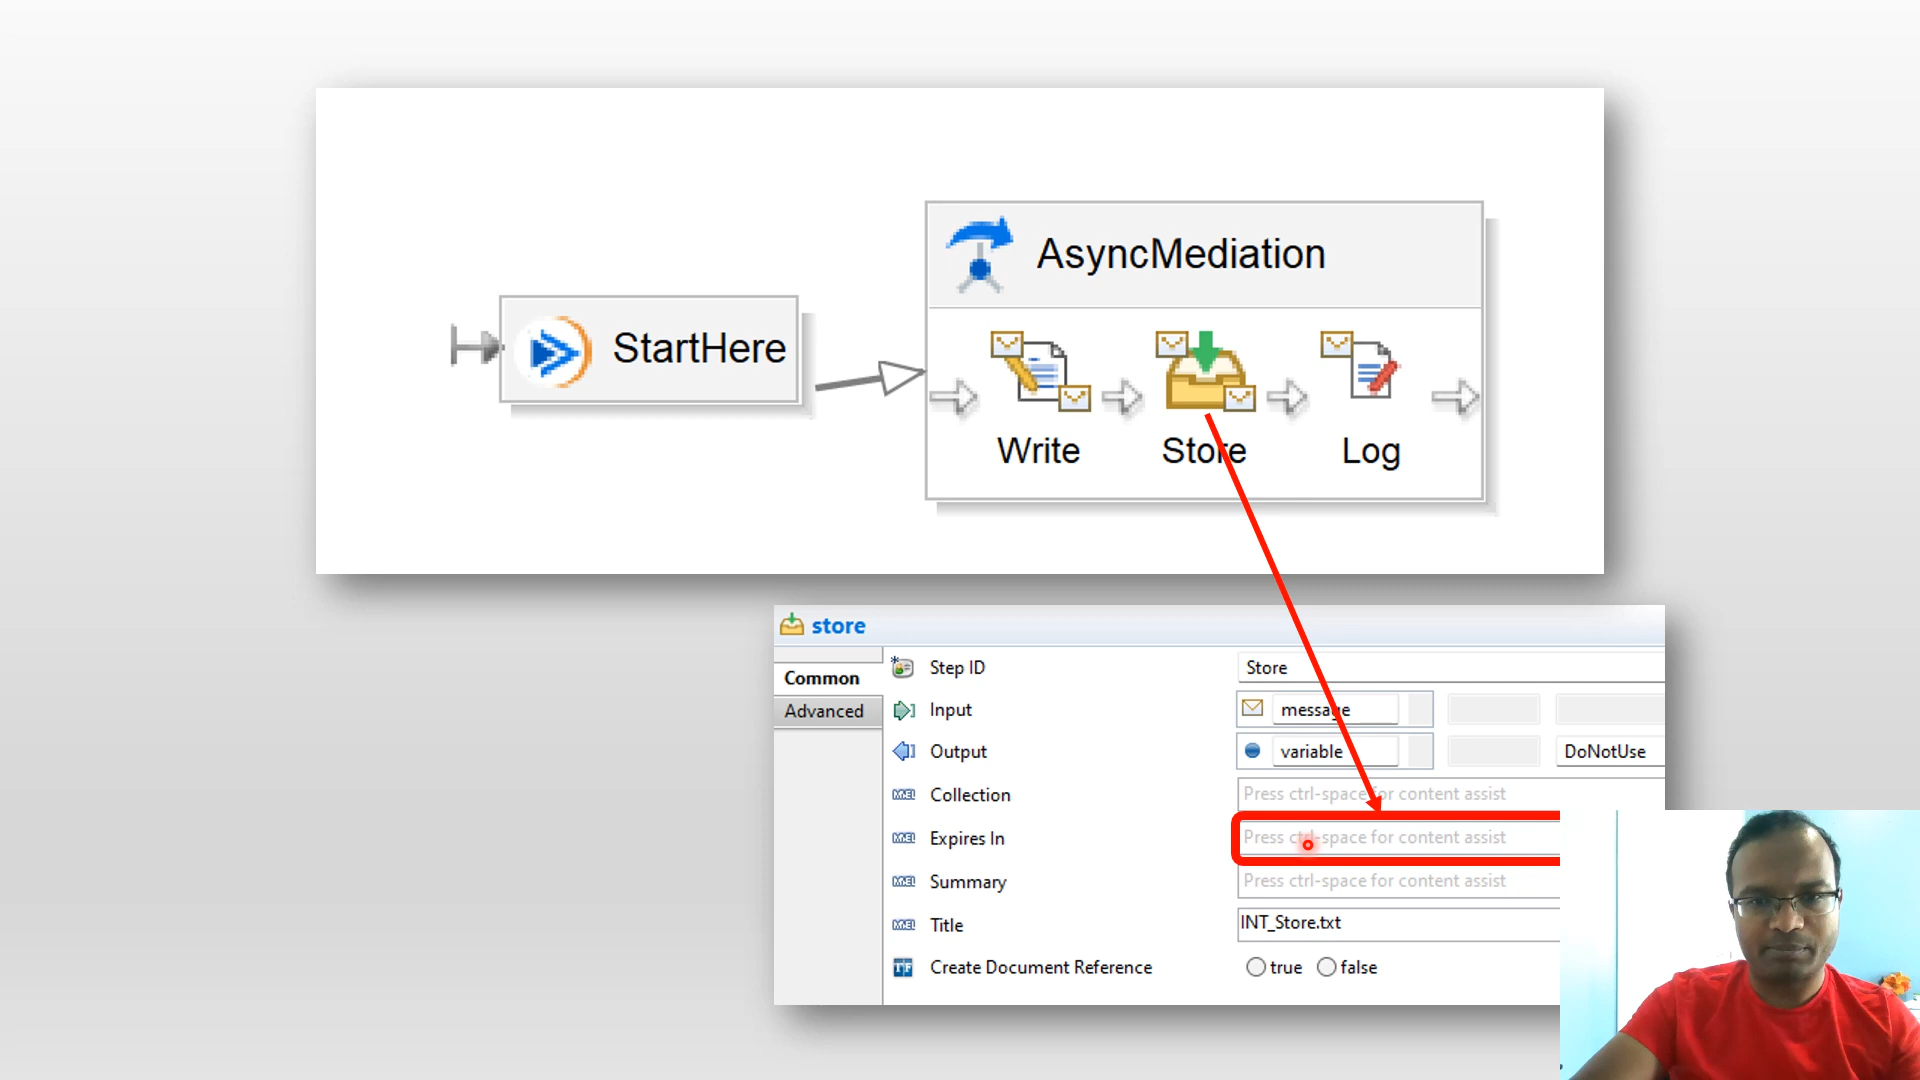 AsyncMediation
StartHere
Write
Store
Log
store
Common
Advanced
Step ID
Store
Input
message
Output
variable
DoNotUse
Collection
Press ctrl-space for content assist
Expires In
Press ctrl-space for content assist
Summary
Press ctrl-space for content assist
Title
INT_Store.txt
Create Document Reference
true
false